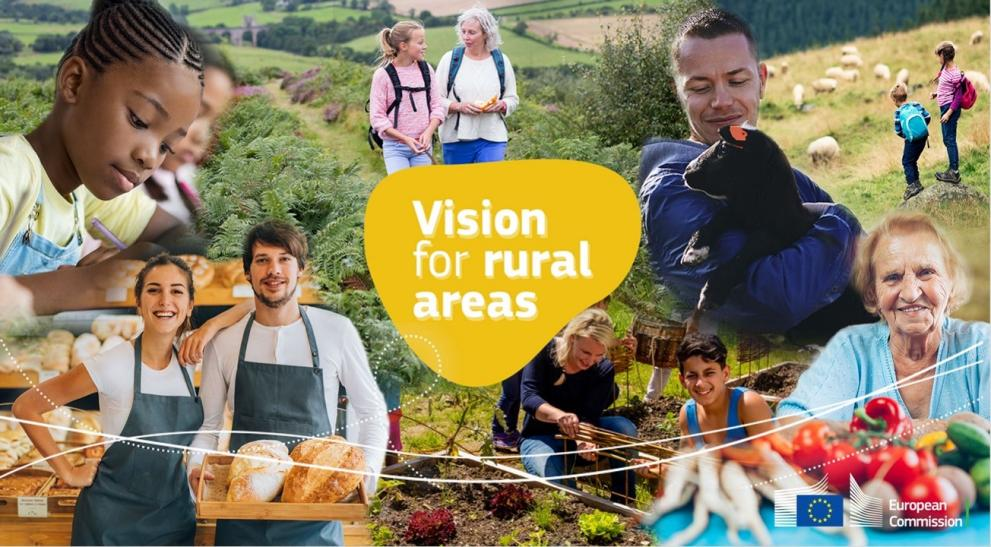 Vision
for rural
areas
European
Commission